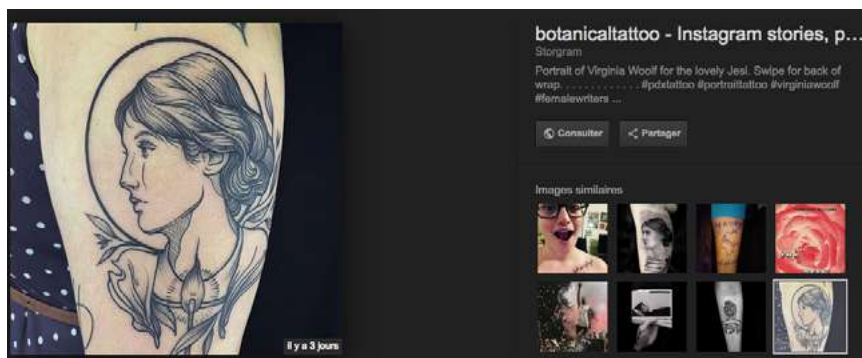 botanicaltattoo - Instagram stories, p...
Storgram
Portrait of Virginia Woolf for the lovely Jesi. Swipe for back of
wrap. . . . . . . . . . . . . #pdxtattoo #portraittattoo #virginiawoolf
#femalewriters ...
Consulter
Partager
Images similaires
il y a 3 jours